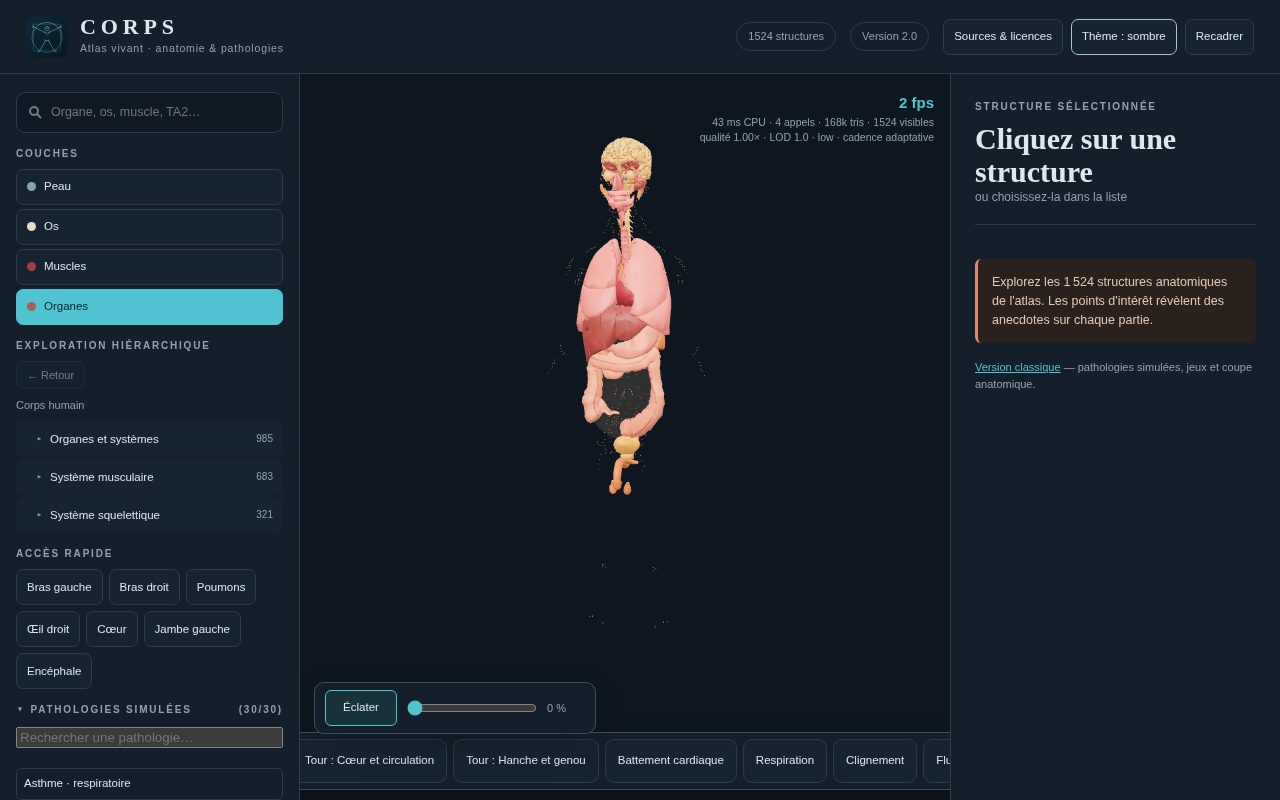 CORPS
Atlas vivant · anatomie & pathologies
1524 structures
Version 2.0
Sources & licences
Thème : sombre
Recadrer
Organe, os, muscle, TA2…
COUCHES
Peau
Os
Muscles
Organes
EXPLORATION HIÉRARCHIQUE
← Retour
Corps humain
Organes et systèmes 985
Système musculaire 683
Système squelettique 321
ACCÈS RAPIDE
Bras gauche
Bras droit
Poumons
Œil droit
Cœur
Jambe gauche
Encéphale
PATHOLOGIES SIMULÉES (30/30)
Rechercher une pathologie…
Asthme · respiratoire
2 fps
43 ms CPU · 4 appels · 168k tris · 1524 visibles
qualité 1.00× · LOD 1.0 · low · cadence adaptative
Éclater
0 %
Tour : Cœur et circulation
Tour : Hanche et genou
Battement cardiaque
Respiration
Clignement
Flu
STRUCTURE SÉLECTIONNÉE
Cliquez sur une
structure
ou choisissez-la dans la liste
Explorez les 1 524 structures anatomiques
de l'atlas. Les points d'intérêt révèlent des
anecdotes sur chaque partie.
Version classique — pathologies simulées, jeux et coupe
anatomique.